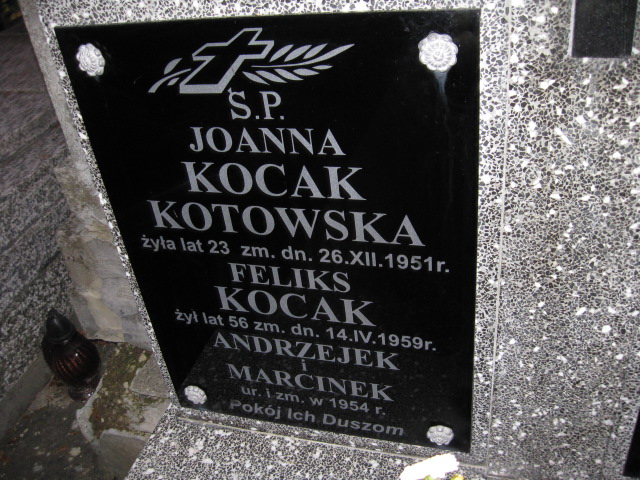 Ś.P.
JOANNA
KOCAK
KOTOWSKA
żyła lat 23 zm. dn. 26.XII.1951r.
FELIKS
KOCAK
żył lat 56 zm. dn. 14.IV.1959r.
ANDRZEJEK
i
MARCINEK
ur. i zm. w 1954 r.
Pokój Ich Duszom